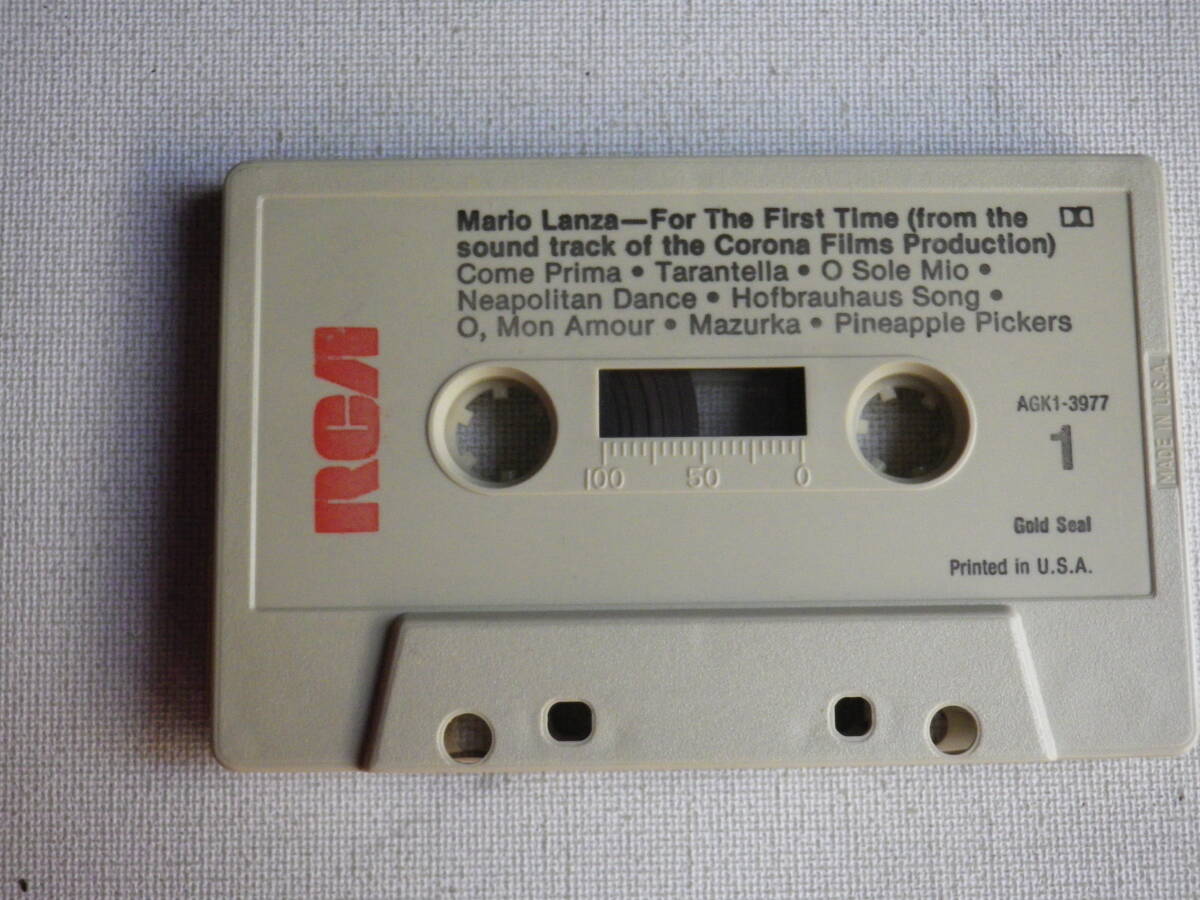 Mario Lanza—For The First Time (from the
sound track of the Corona Films Production)
Come Prima • Tarantella • O Sole Mio •
Neapolitan Dance • Hofbrauhaus Song •
O, Mon Amour • Mazurka • Pineapple Pickers
RCA
100 50 0
AGK1-3977
1
Gold Seal
Printed in U.S.A.
MADE IN U.S.A.